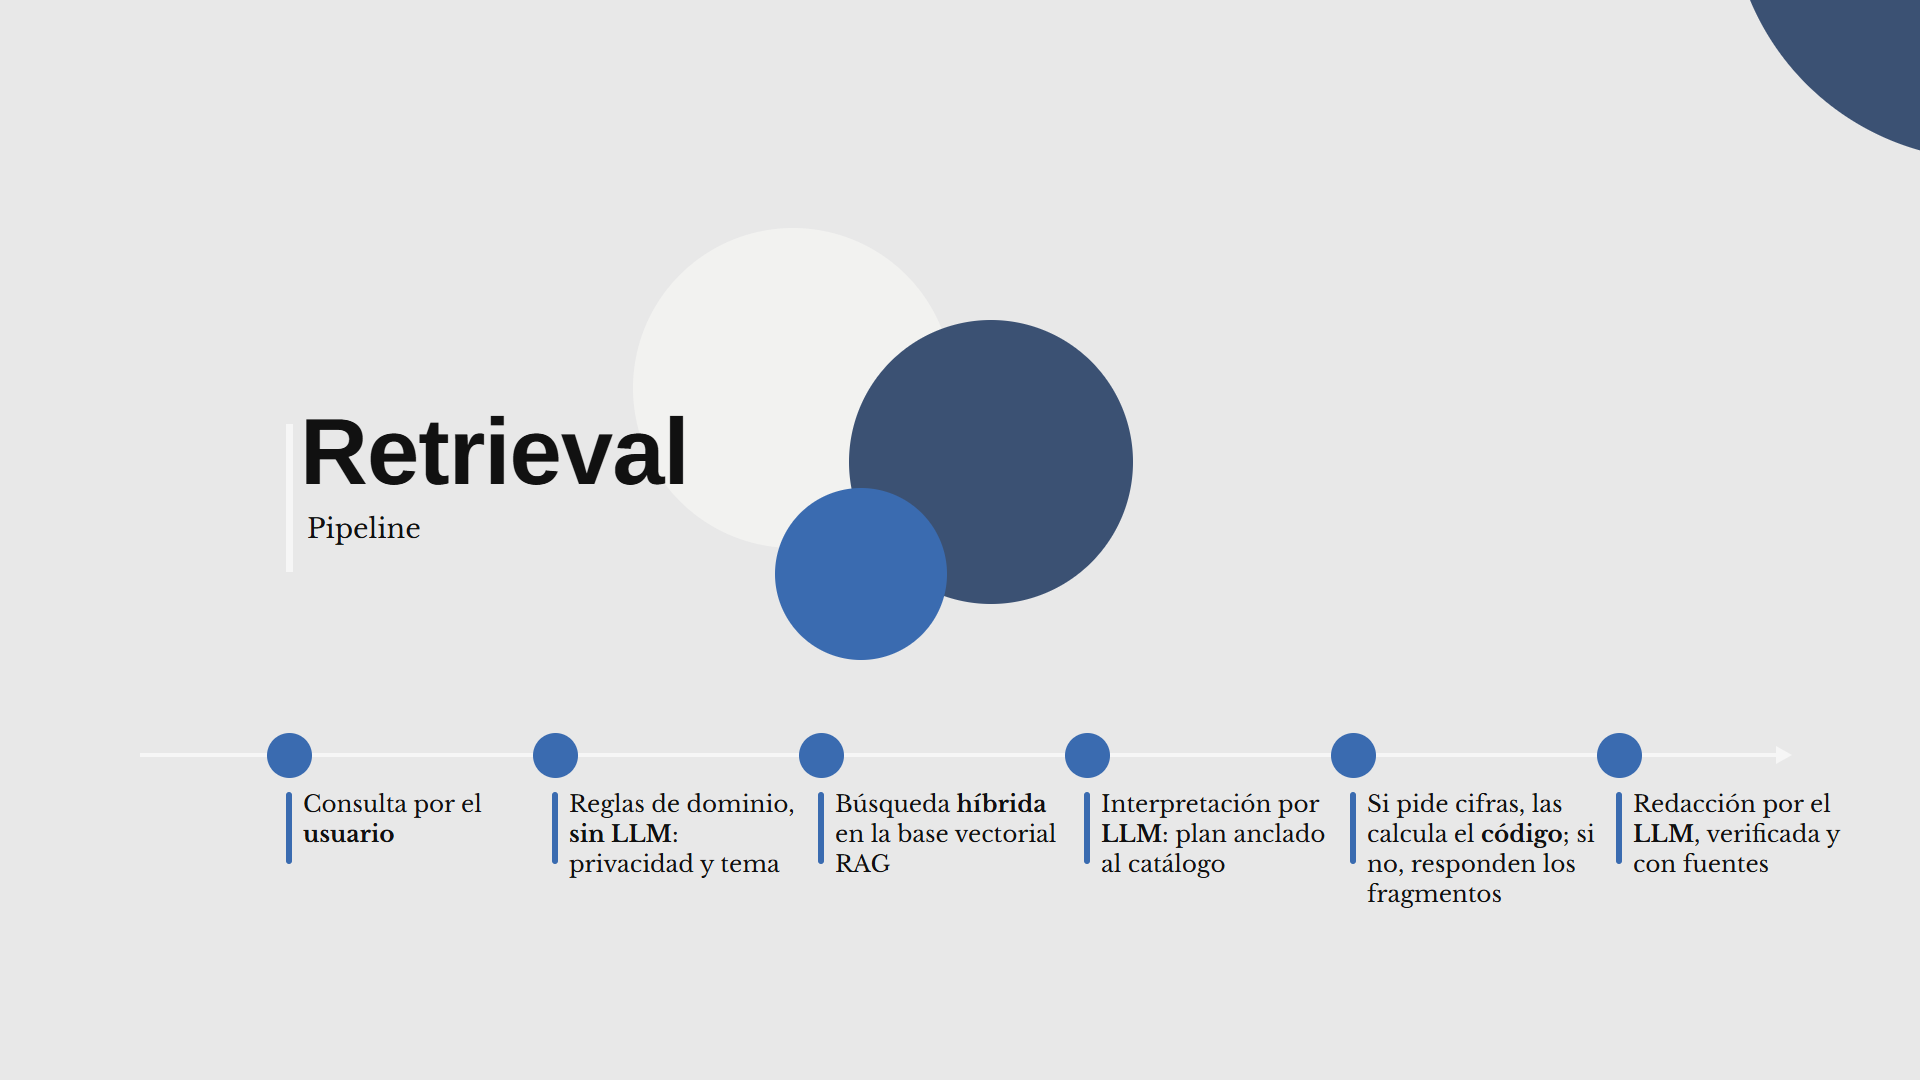 Retrieval
Pipeline
Consulta por el
usuario
Reglas de dominio,
sin LLM:
privacidad y tema
Búsqueda híbrida
en la base vectorial
RAG
Interpretación por
LLM: plan anclado
al catálogo
Si pide cifras, las
calcula el código; si
no, responden los
fragmentos
Redacción por el
LLM, verificada y
con fuentes